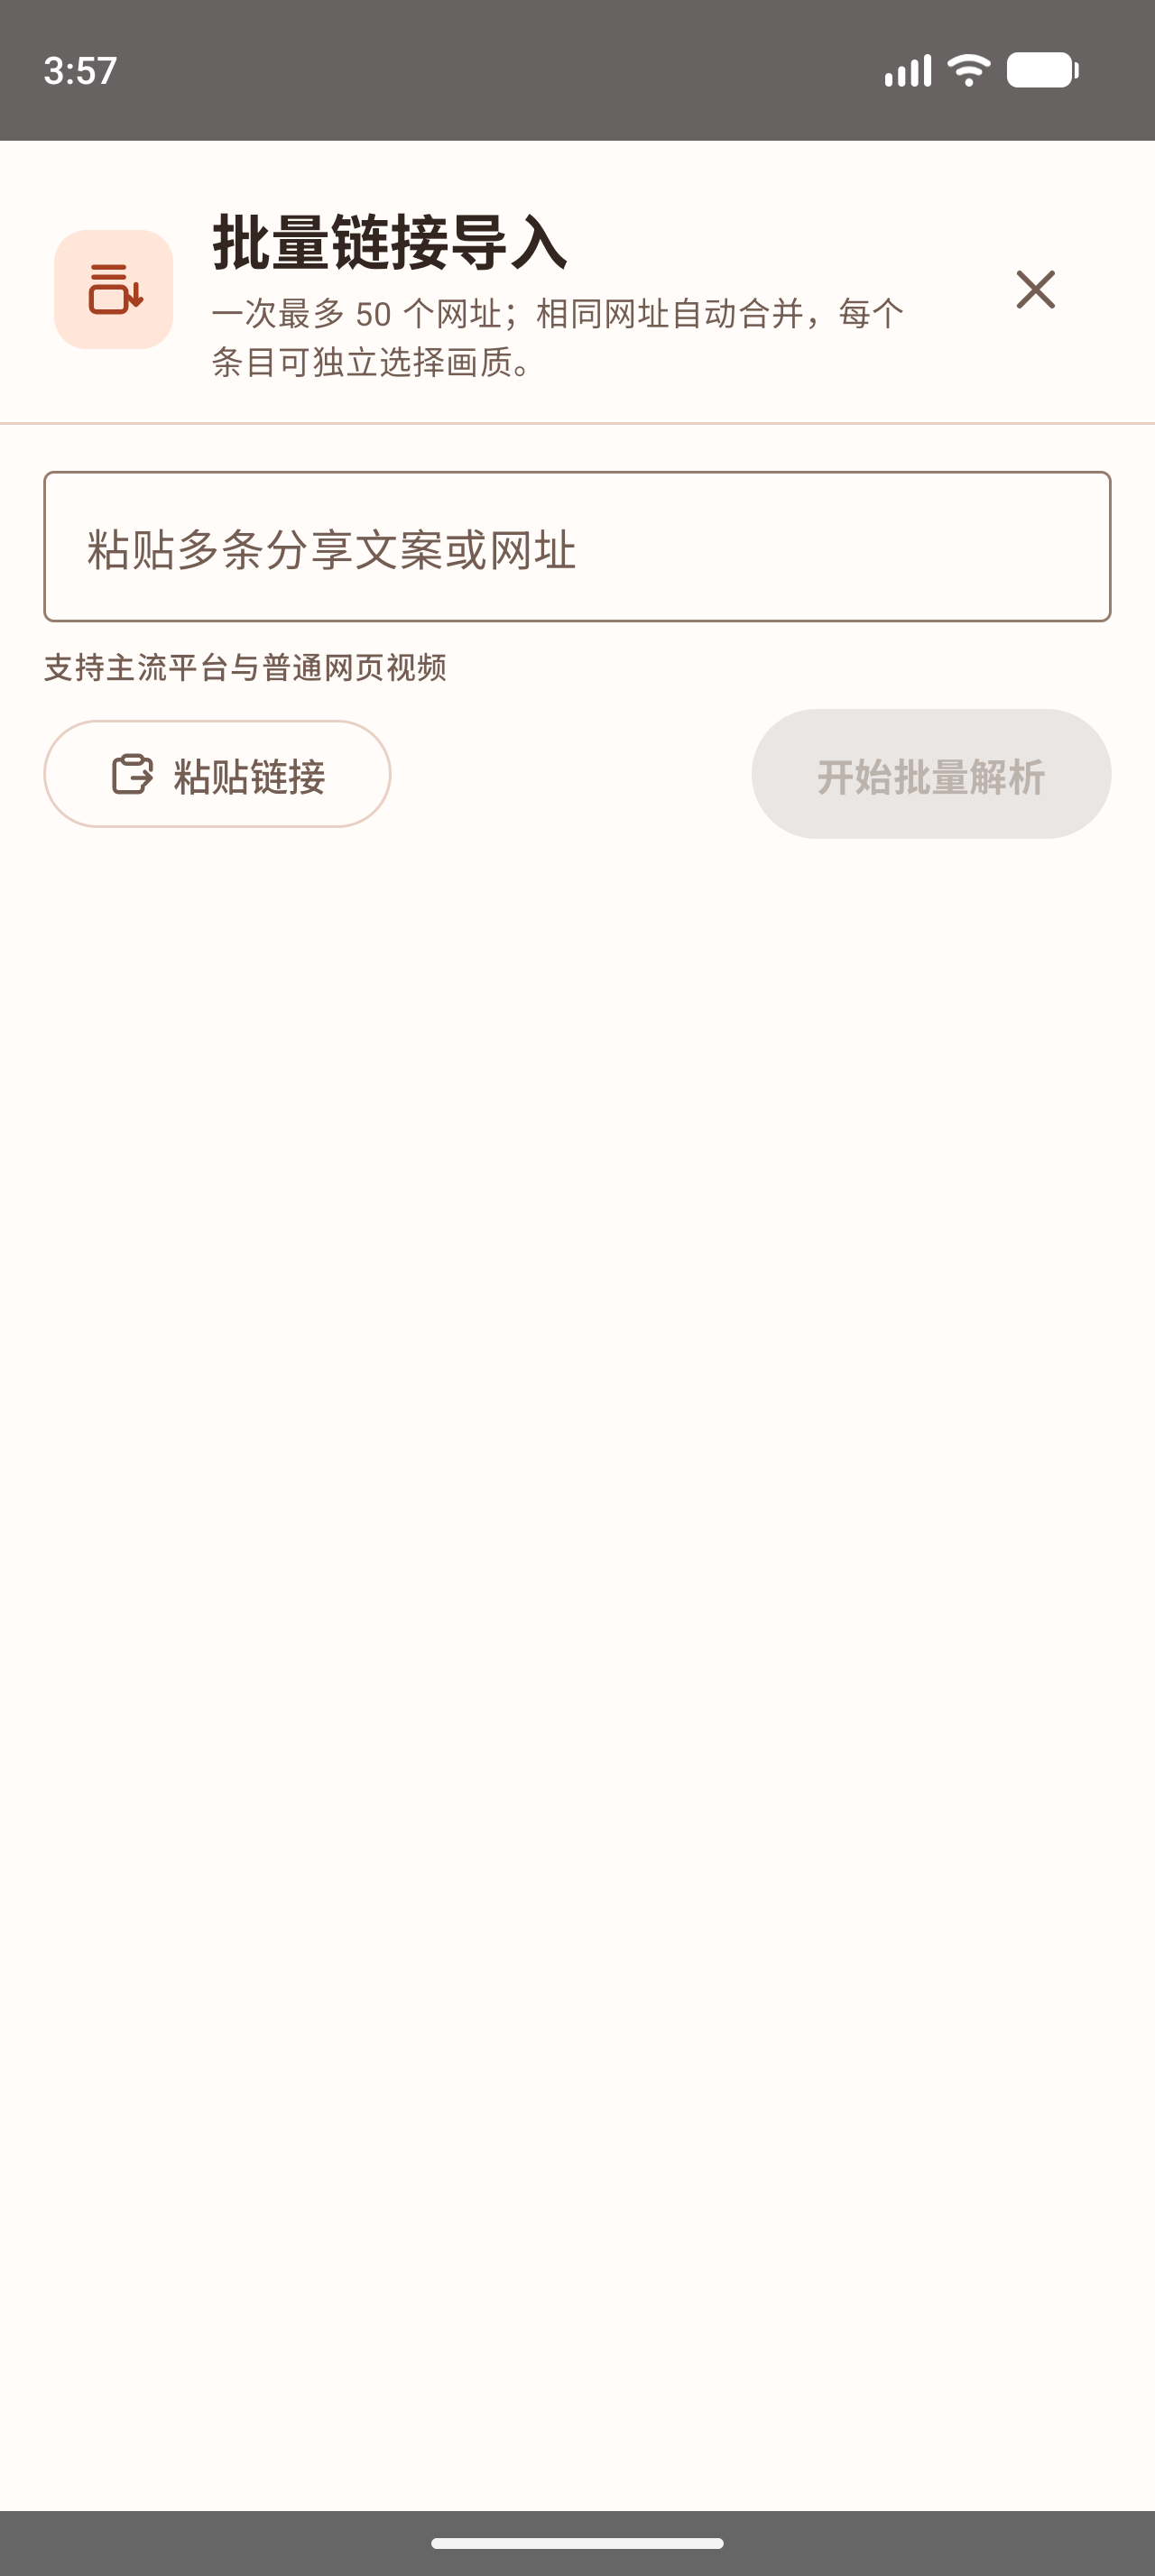 3:57
批量链接导入
一次最多 50 个网址；相同网址自动合并，每个
条目可独立选择画质。
粘贴多条分享文案或网址
支持主流平台与普通网页视频
粘贴链接
开始批量解析